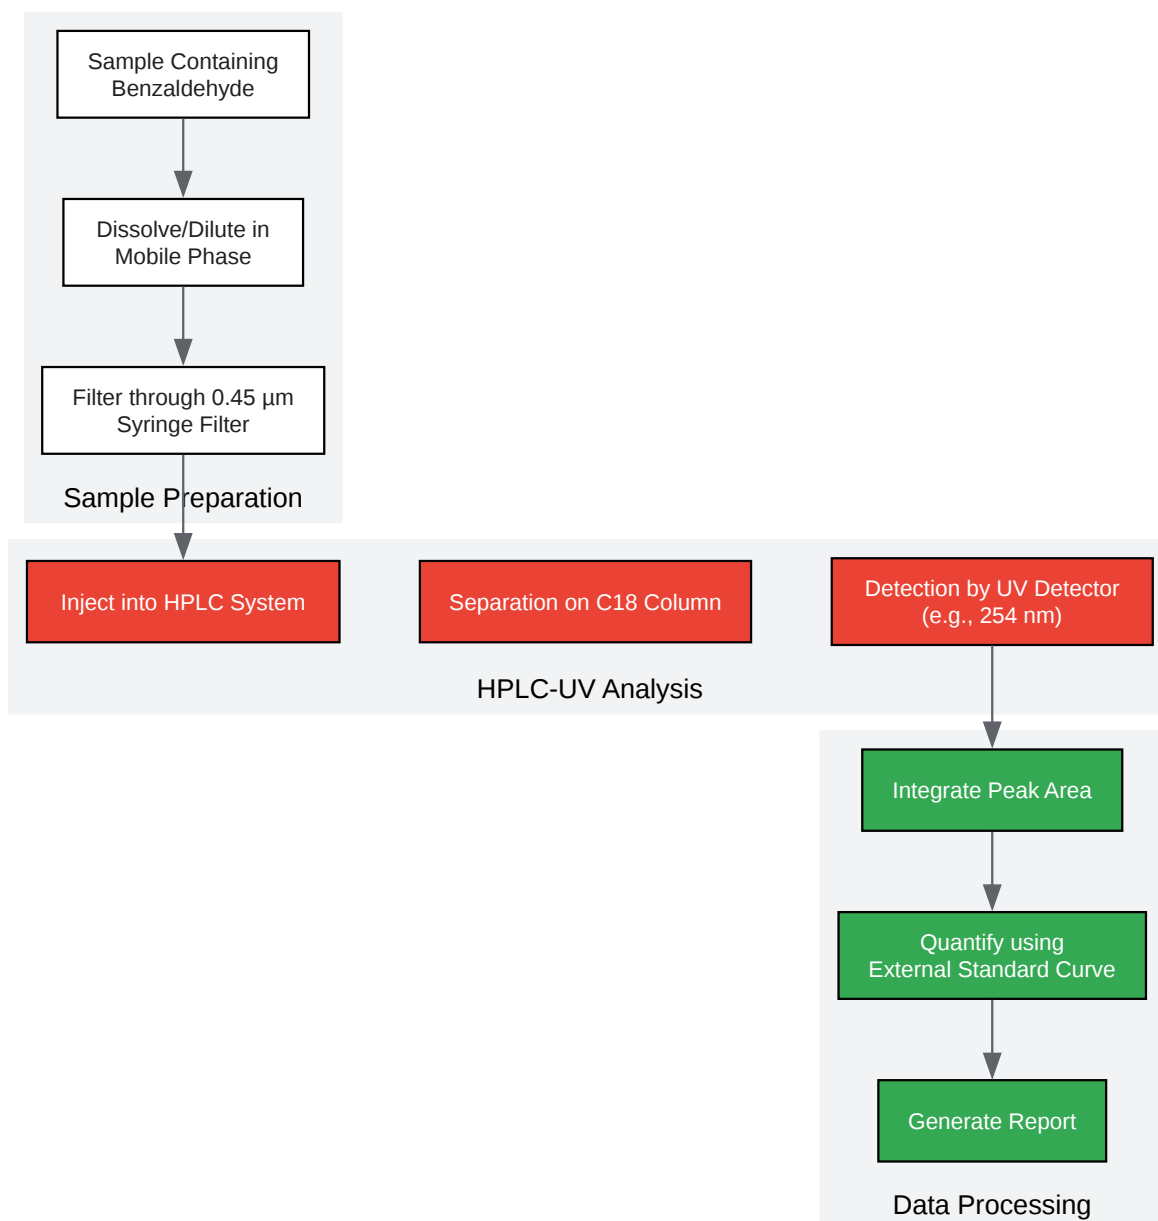 Sample Containing
Benzaldehyde
Dissolve/Dilute in
Mobile Phase
Filter through 0.45 µm
Syringe Filter
Sample Preparation
Inject into HPLC System
Separation on C18 Column
Detection by UV Detector
(e.g., 254 nm)
HPLC-UV Analysis
Integrate Peak Area
Quantify using
External Standard Curve
Generate Report
Data Processing